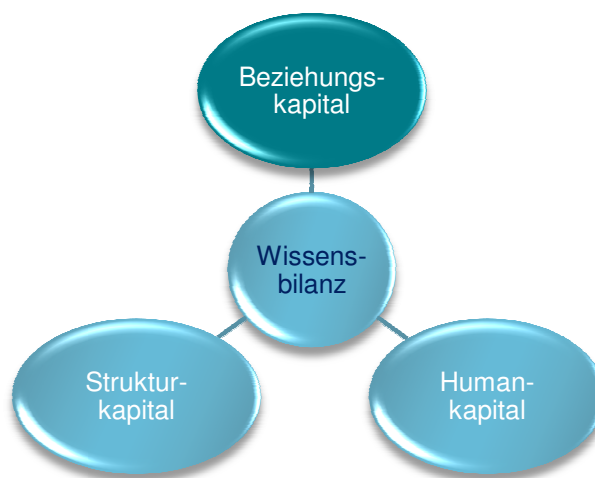 Beziehungs-
kapital
Wissens-
bilanz
Struktur-
kapital
Human-
kapital